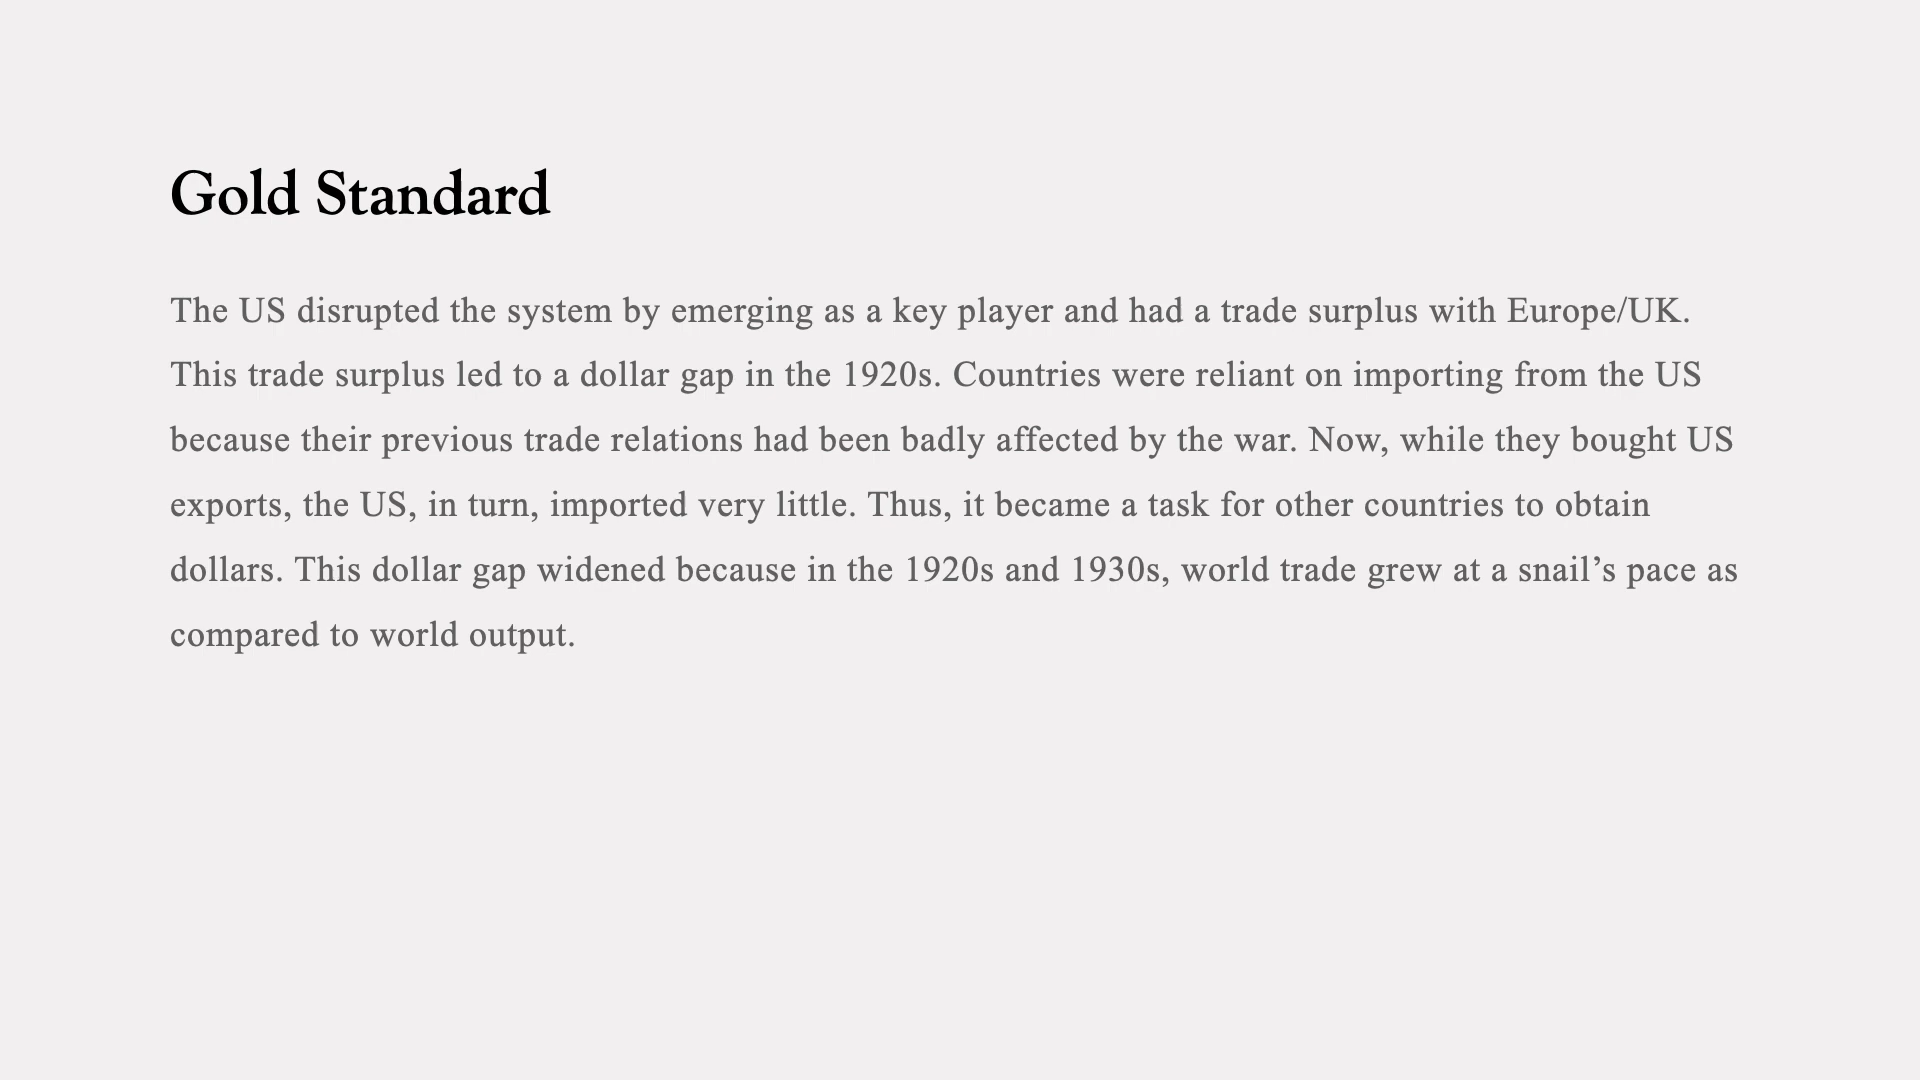 Gold Standard
The US disrupted the system by emerging as a key player and had a trade surplus with Europe/UK.
This trade surplus led to a dollar gap in the 1920s. Countries were reliant on importing from the US
because their previous trade relations had been badly affected by the war. Now, while they bought US
exports, the US, in turn, imported very little. Thus, it became a task for other countries to obtain
dollars. This dollar gap widened because in the 1920s and 1930s, world trade grew at a snail’s pace as
compared to world output.